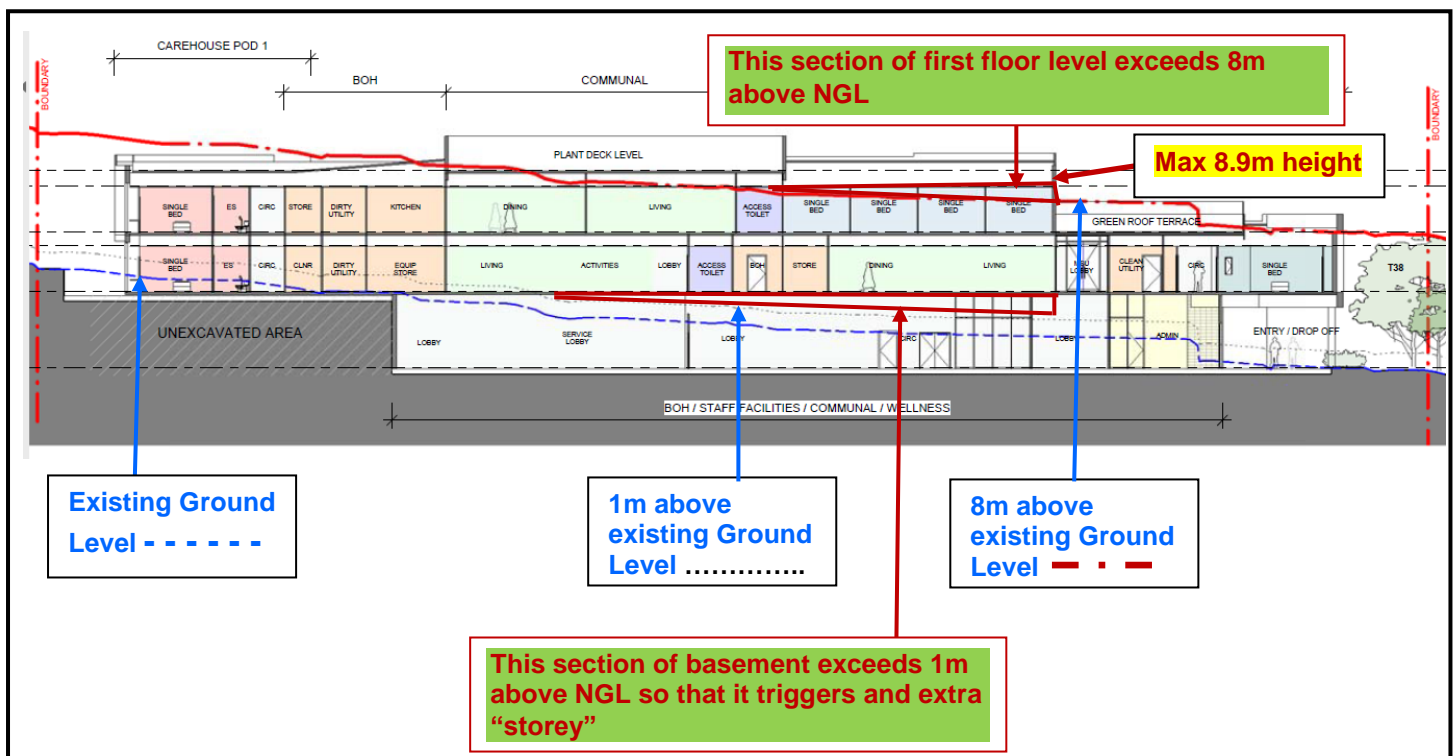 CAREHOUSE POD 1
BOH
COMMUNAL
This section of first floor level exceeds 8m
above NGL
Max 8.9m height
BOUNDARY
BOUNDARY
PLANT DECK LEVEL
SINGLE
BED
ES
CIRC
STORE
DIRTY
UTILITY
KITCHEN
DINING
LIVING
ACCESS
TOILET
SINGLE
BED
SINGLE
BED
SINGLE
BED
SINGLE
BED
GREEN ROOF TERRACE
SINGLE
BED
ES
CIRC
CLNR
DIRTY
UTILITY
EQUIP
STORE
LIVING
ACTIVITIES
LOBBY
ACCESS
TOILET
BOH
STORE
DINING
LIVING
LOBBY
CLEAN
UTILITY
CIRC
SINGLE
BED
T38
UNEXCAVATED AREA
LOBBY
SERVICE
LOBBY
LOBBY
CIRC
LOBBY
ADMIN
ENTRY / DROP OFF
BOH / STAFF FACILITIES / COMMUNAL / WELLNESS
Existing Ground
Level - - - - - -
1m above
existing Ground
Level …………..
8m above
existing Ground
Level
This section of basement exceeds 1m
above NGL so that it triggers and extra
“storey”